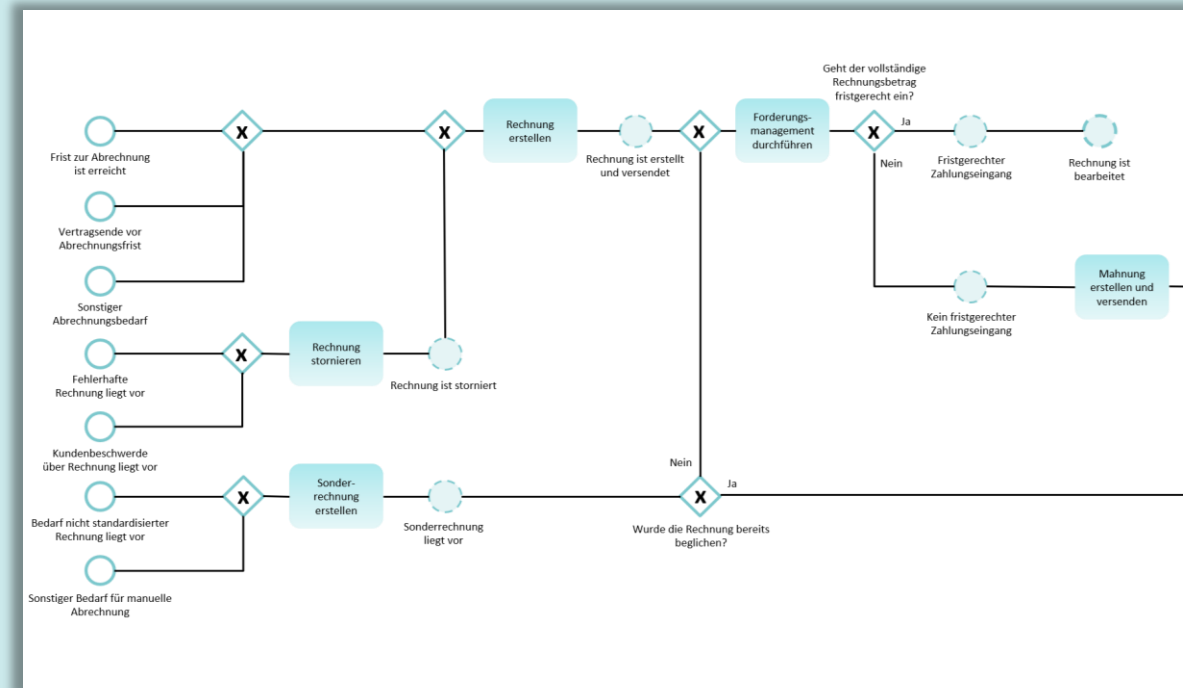 Geht der vollständige
Rechnungsbetrag
fristgerecht ein?
X
X
Rechnung
erstellen
X
Forderungs-
management
durchführen
X
Ja
Nein
Frist zur Abrechnung
ist erreicht
Rechnung ist erstellt
und versendet
Fristgerechter
Zahlungseingang
Rechnung ist
bearbeitet
Vertragsende vor
Abrechnungsfrist
Sonstiger
Abrechnungsbedarf
Kein fristgerechter
Zahlungseingang
Mahnung
erstellen und
versenden
X
Rechnung
stornieren
Rechnung ist storniert
Fehlerhafte
Rechnung liegt vor
Kundenbeschwerde
über Rechnung liegt vor
Nein
X
Sonder-
rechnung
erstellen
X
Ja
Bedarf nicht standardisierter
Rechnung liegt vor
Sonderrechnung
liegt vor
Wurde die Rechnung bereits
beglichen?
Sonstiger Bedarf für manuelle
Abrechnung